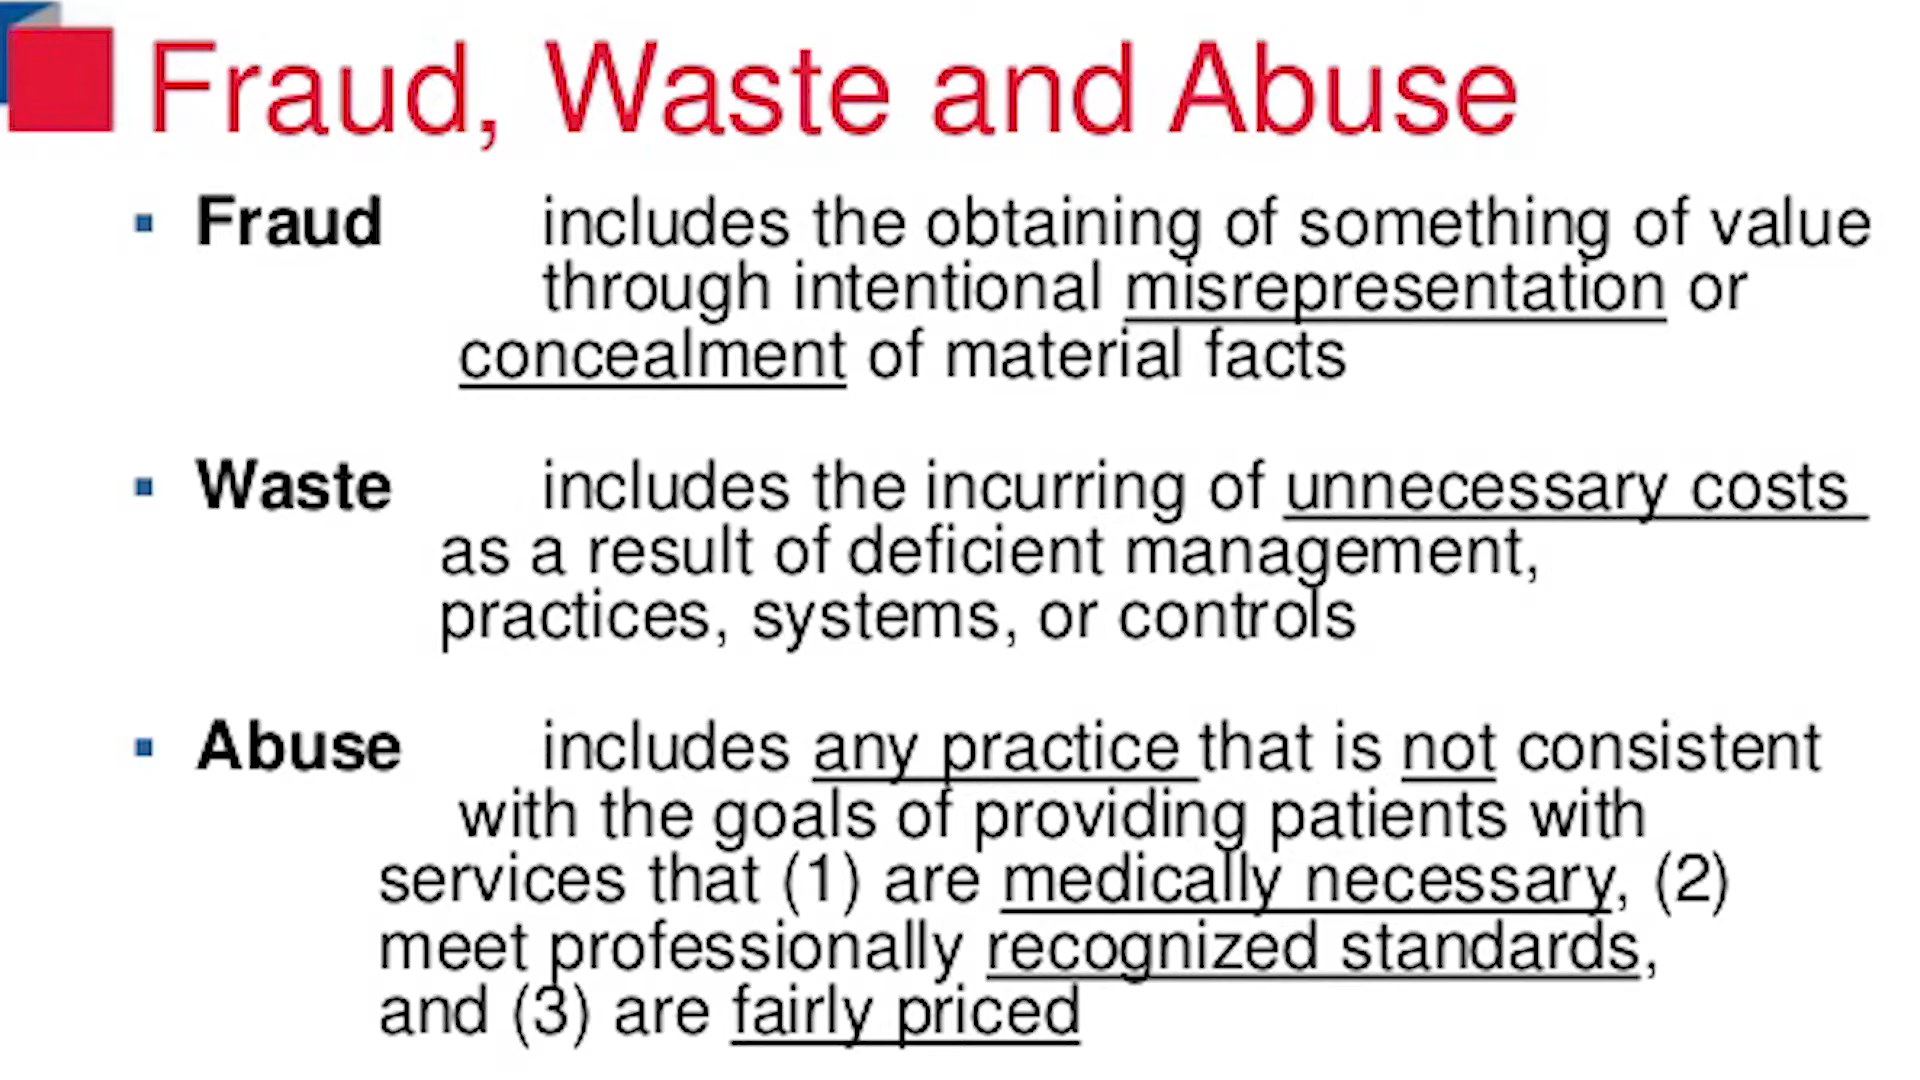 Fraud, Waste and Abuse
▪ Fraud includes the obtaining of something of value
through intentional misrepresentation or
concealment of material facts
▪ Waste includes the incurring of unnecessary costs
as a result of deficient management,
practices, systems, or controls
▪ Abuse includes any practice that is not consistent
with the goals of providing patients with
services that (1) are medically necessary, (2)
meet professionally recognized standards,
and (3) are fairly priced